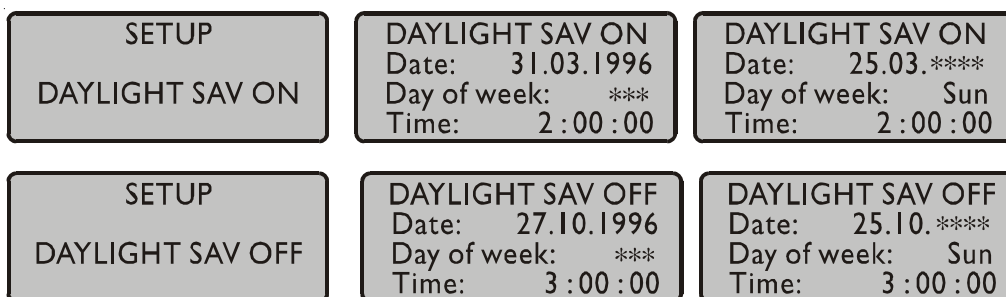 SETUP
DAYLIGHT SAV ON
DAYLIGHT SAV ON
Date: 31.03.1996
Day of week: ***
Time: 2:00:00
DAYLIGHT SAV ON
Date: 25.03.****
Day of week: Sun
Time: 2:00:00
SETUP
DAYLIGHT SAV OFF
DAYLIGHT SAV OFF
Date: 27.10.1996
Day of week: ***
Time: 3:00:00
DAYLIGHT SAV OFF
Date: 25.10.****
Day of week: Sun
Time: 3:00:00